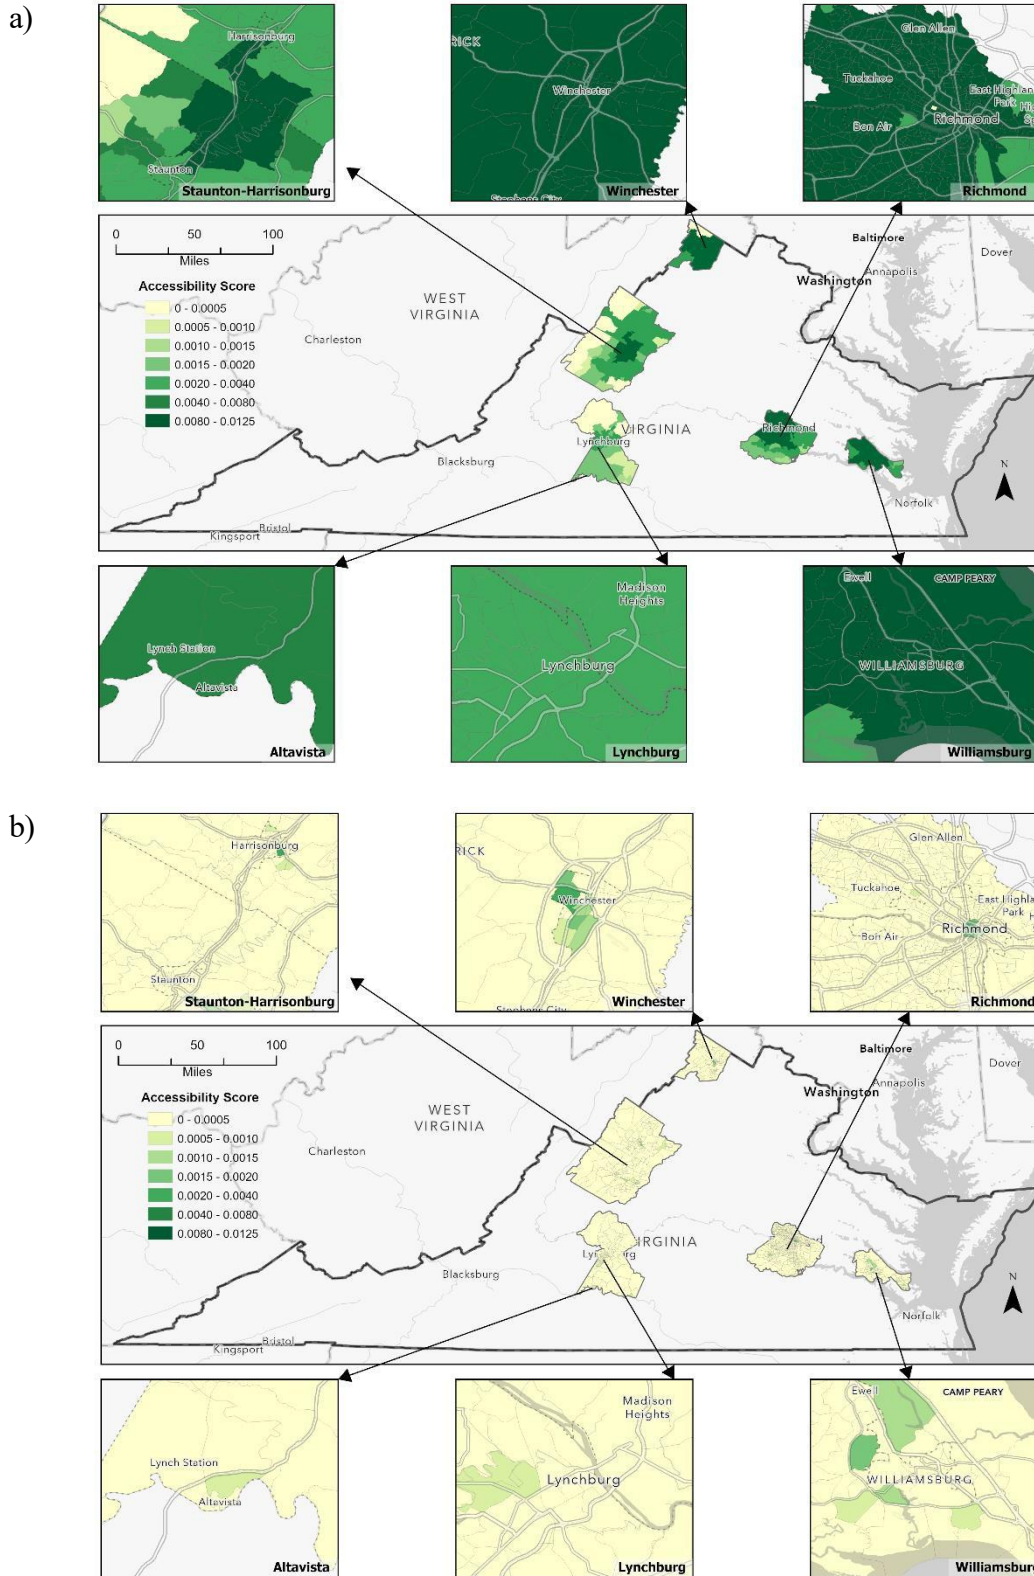 a)
Harrisonburg
Staunton
Staunton-Harrisonburg
RICK
Winchester
Stephens City
Winchester
Glen Allen
Tuckahoe
East Highland
Park
Bon Air
Richmond
Richmond
0 50 100
Miles
Accessibility Score
0 - 0.0005
0.0005 - 0.0010
0.0010 - 0.0015
0.0015 - 0.0020
0.0020 - 0.0040
0.0040 - 0.0080
0.0080 - 0.0125
WEST
VIRGINIA
Charleston
Baltimore
Dover
Washington
Annapolis
VIRGINIA
Richmond
Lynchburg
Blacksburg
Norfolk
N
Bristol
Kingsport
Lynch Station
Altavista
Altavista
Madison
Heights
Lynchburg
Lynchburg
Ewell
CAMP PEARY
WILLIAMSBURG
Williamsburg
b)
Harrisonburg
Staunton
Staunton-Harrisonburg
RICK
Winchester
Stephens City
Winchester
Glen Allen
Tuckahoe
East Highla
Park
Bon Air
Richmond
Richmond
0 50 100
Miles
Accessibility Score
0 - 0.0005
0.0005 - 0.0010
0.0010 - 0.0015
0.0015 - 0.0020
0.0020 - 0.0040
0.0040 - 0.0080
0.0080 - 0.0125
WEST
VIRGINIA
Charleston
Baltimore
Dover
Washington
Annapolis
IRGINIA
Blacksburg
Norfolk
N
Bristol
Kingsport
Lynch Station
Altavista
Altavista
Madison
Heights
Lynchburg
Lynchburg
Ewell
CAMP PEARY
WILLIAMSBURG
Williamsburg